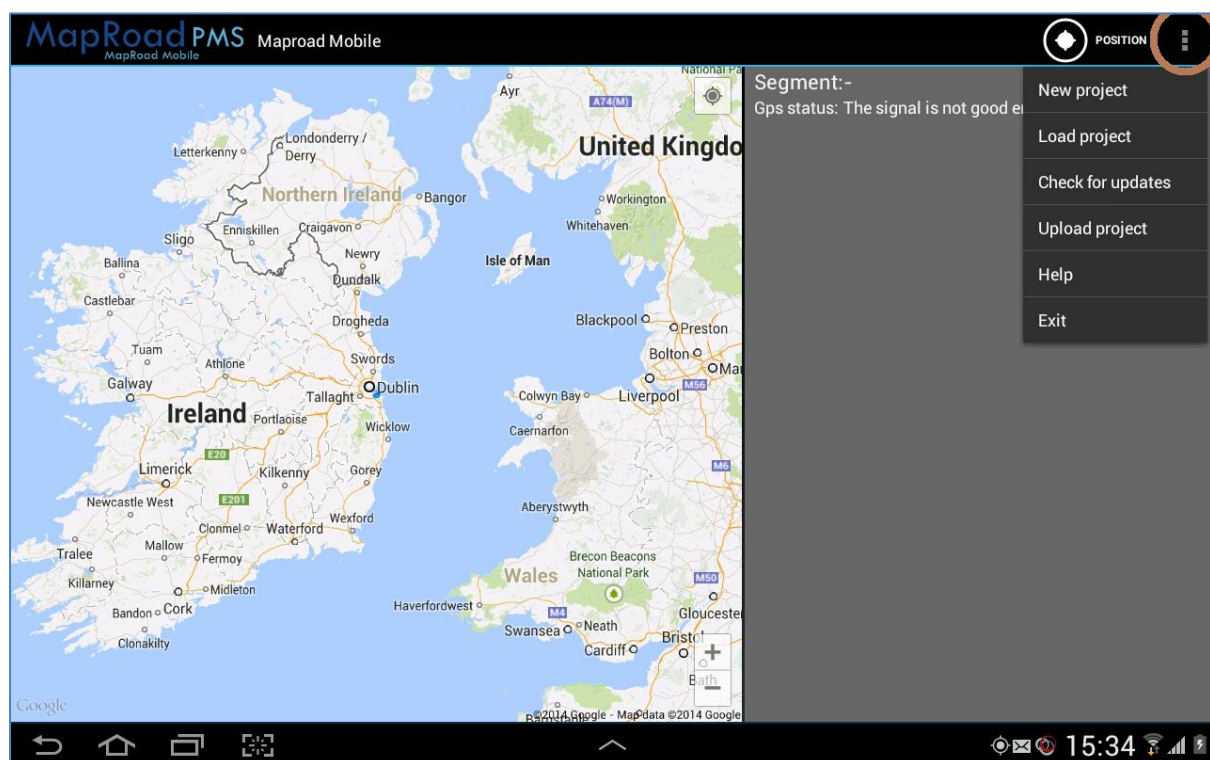 MapRoad PMS Maproad Mobile
MapRoad Mobile
POSITION
Segment:-
Gps status: The signal is not good
New project
Load project
Check for updates
Upload project
Help
Exit
National
Ayr
A74(M)
United
Londonderry /
Derry
Letterkenny
Northern Ireland
Bangor
Workington
Whitehaven
Enniskillen
Craigavon
Sligo
Newry
Isle of Man
Ballina
Dundalk
Castlebar
Drogheda
Blackpool
Preston
Bolton
Tuam
Athlone
Swords
M56
Galway
Dublin
Tallaght
Colwyn Bay
Liverpool
Ireland
Portlaoise
Wicklow
Caernarfon
E20
Limerick
Kilkenny
Gorey
M6
Newcastle West
E201
Aberystwyth
Clonmel
Waterford
Wexford
Tralee
Mallow
Fermoy
Brecon Beacons
National Park
Wales
M50
Killarney
Midleton
Bandon
Cork
Haverfordwest
M4
Gloucester
Swansea
Neath
Clonakilty
Cardiff
+
Bath
−
Google
©2014 Google - Map data ©2014 Google
15:34